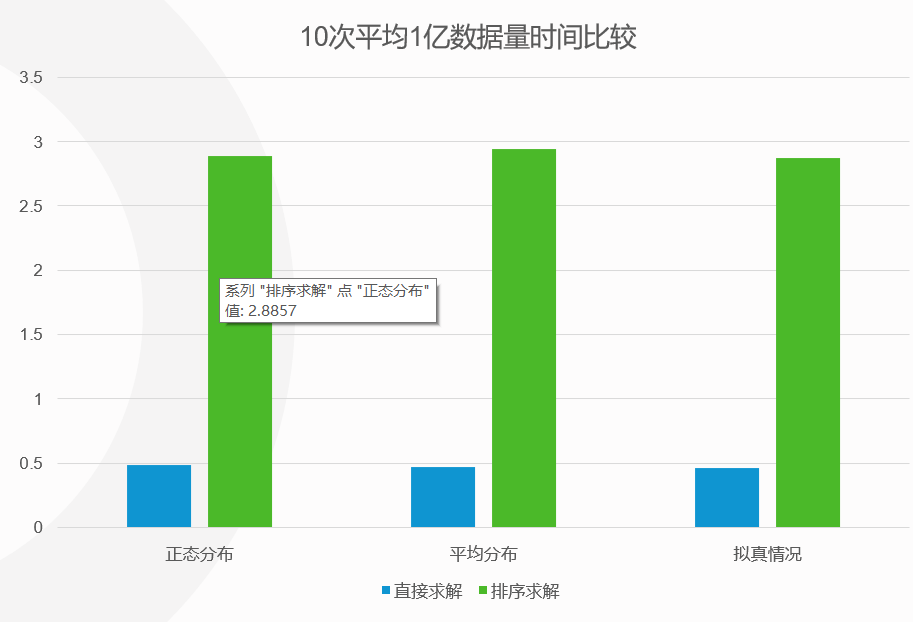 10次平均1亿数据量时间比较
3.5
3
2.5
2
1.5
1
0.5
0
系列 "排序求解" 点 "正态分布"
值: 2.8857
正态分布 平均分布 拟真情况
直接求解 排序求解